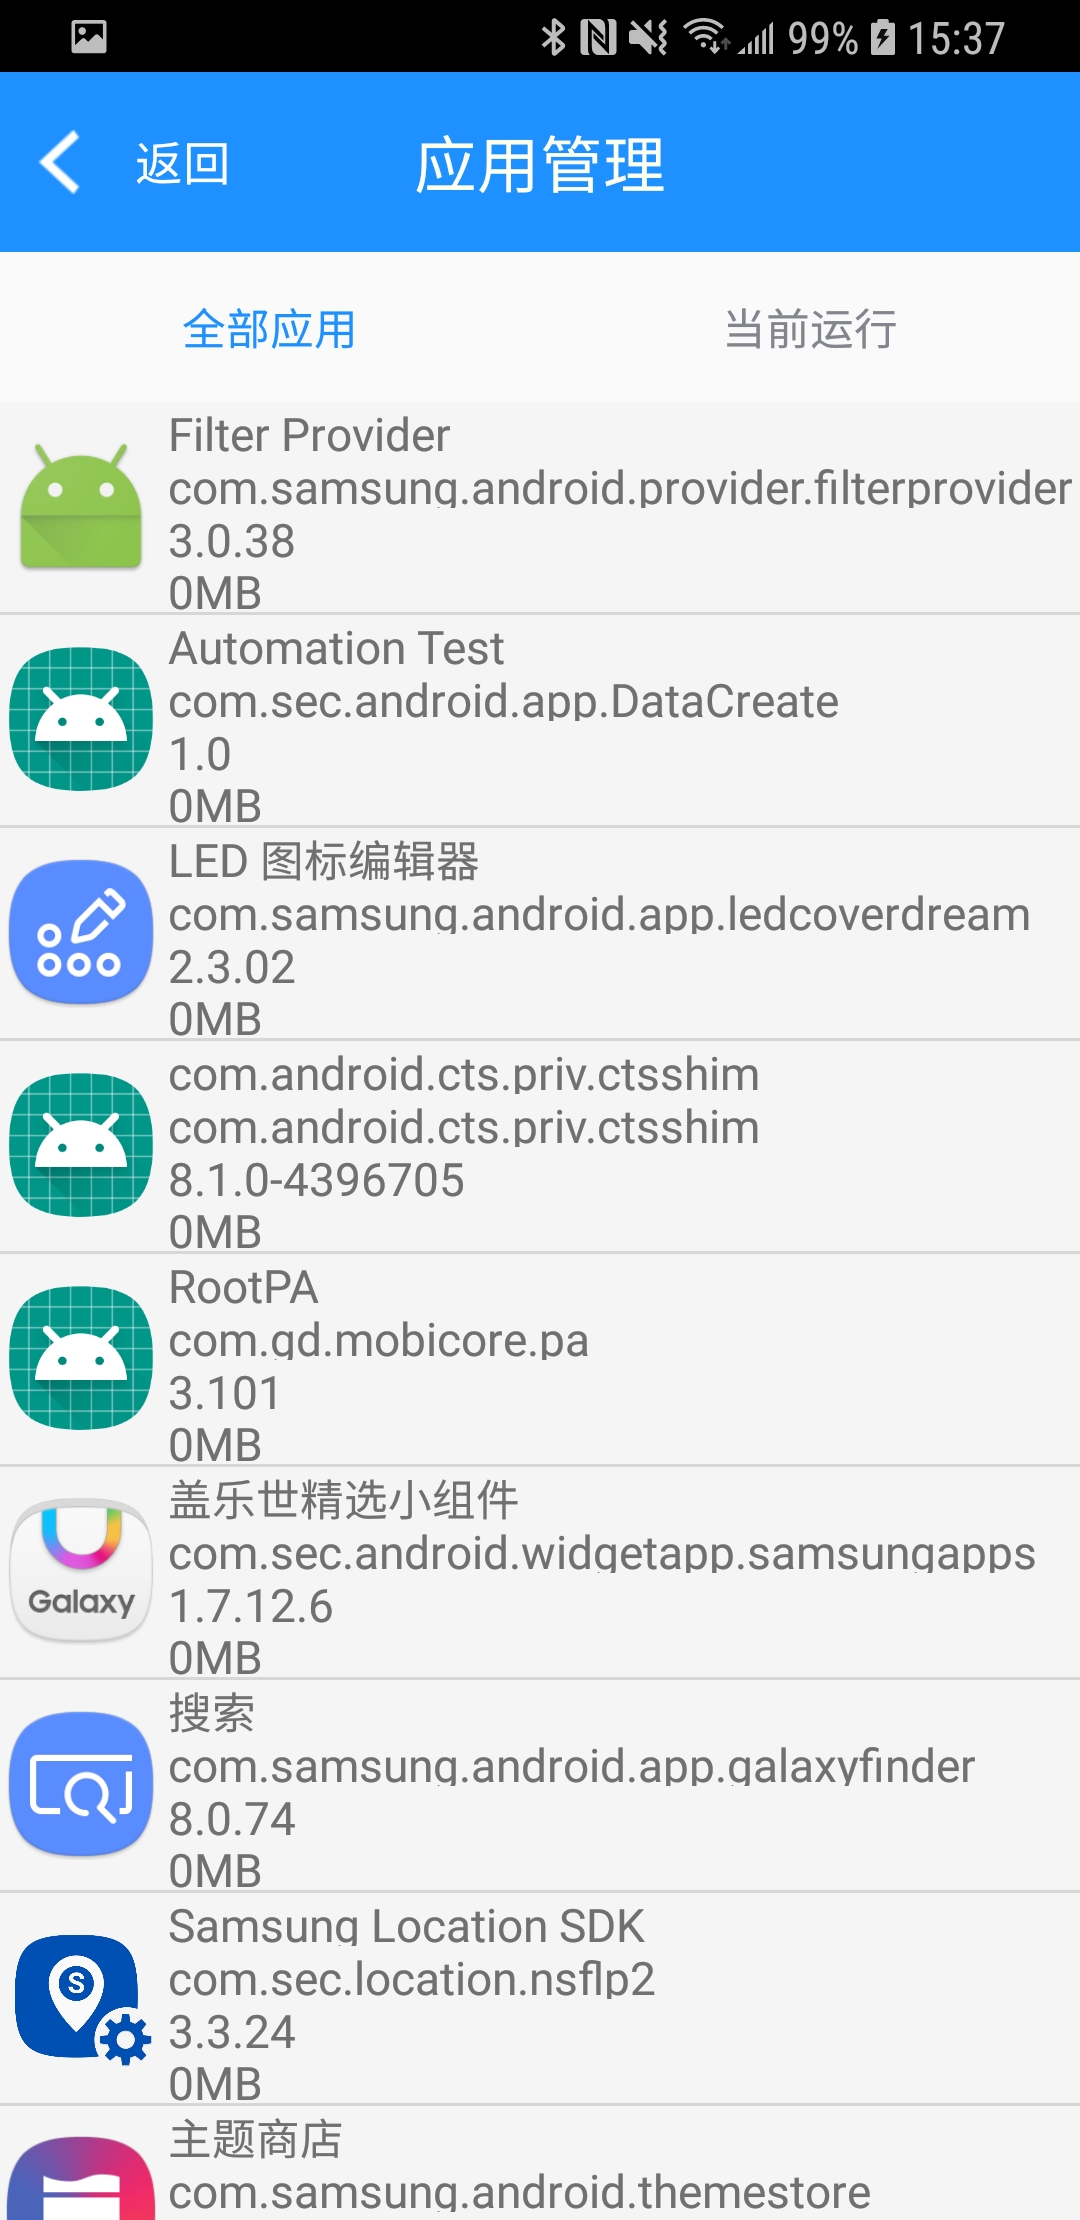 99% 15:37
返回 应用管理
全部应用 当前运行
Filter Provider
com.samsung.android.provider.filterprovider
3.0.38
0MB
Automation Test
com.sec.android.app.DataCreate
1.0
0MB
LED 图标编辑器
com.samsung.android.app.ledcoverdream
2.3.02
0MB
com.android.cts.priv.ctsshim
com.android.cts.priv.ctsshim
8.1.0-4396705
0MB
RootPA
com.gd.mobicore.pa
3.101
0MB
盖乐世精选小组件
com.sec.android.widgetapp.samsungapps
Galaxy
1.7.12.6
0MB
搜索
com.samsung.android.app.galaxyfinder
8.0.74
0MB
Samsung Location SDK
com.sec.location.nsflp2
S
3.3.24
0MB
主题商店
com.samsung.android.themestore